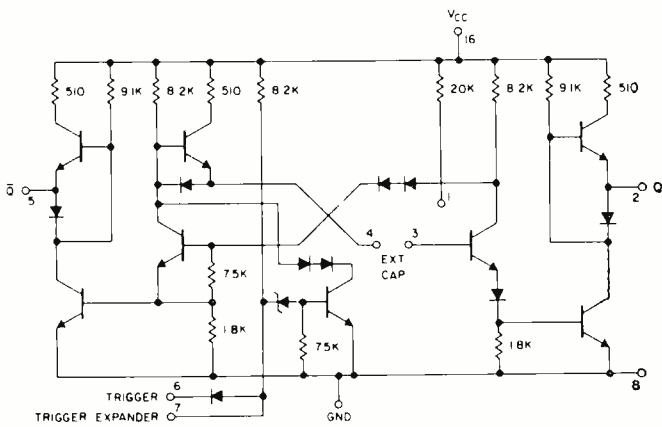 VCC
16
510
9.1K
8.2K
510
8.2K
20K
8.2K
9.1K
510
Q̅
5
1
2
Q
4
3
EXT
CAP
7.5K
1.8K
7.5K
1.8K
8
6
TRIGGER
7
TRIGGER EXPANDER
GND